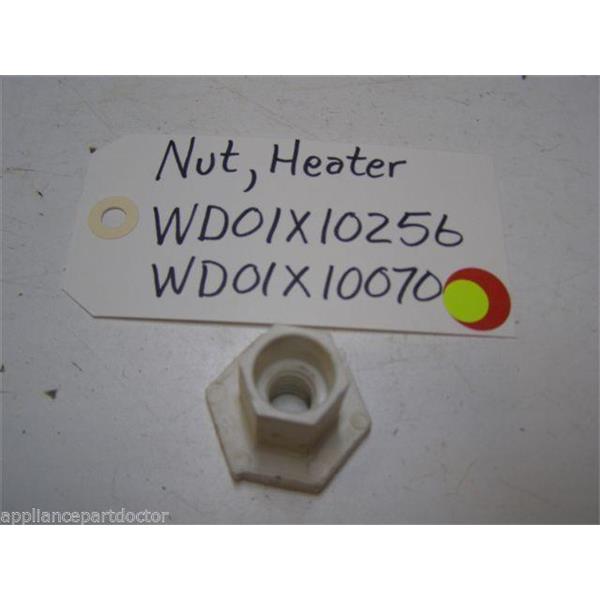 Nut, Heater
WD01X10256
WD01X10070
appliancepartdoctor